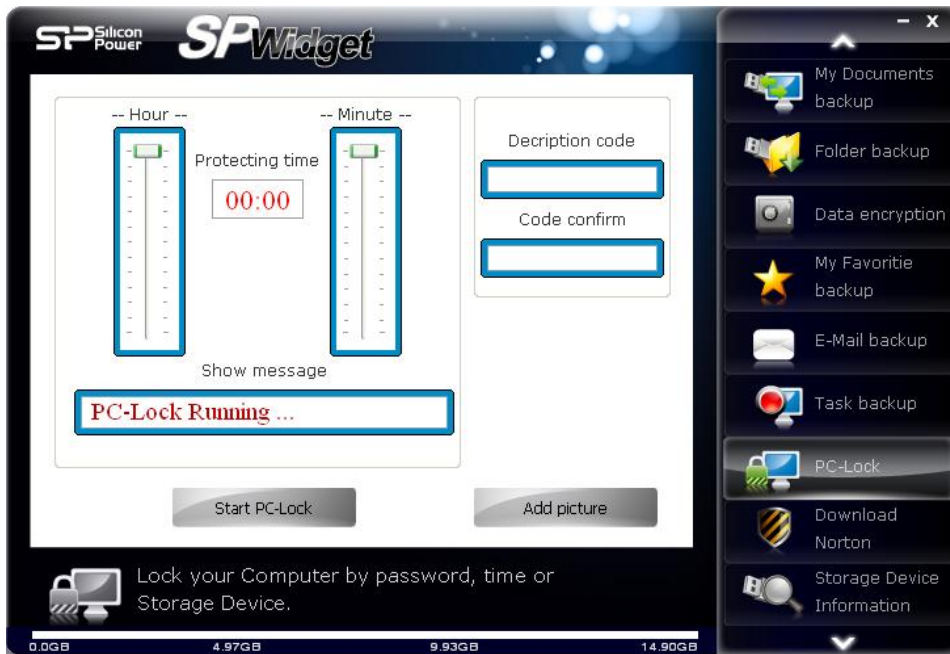 SP Silicon Power
SP Widget
– X
-- Hour --
-- Minute --
Protecting time
00:00
Show message
PC-Lock Running ...
Decription code
Code confirm
Start PC-Lock
Add picture
Lock your Computer by password, time or
Storage Device.
0.0GB 4.97GB 9.93GB 14.90GB
My Documents
backup
Folder backup
Data encryption
My Favoritie
backup
E-Mail backup
Task backup
PC-Lock
Download
Norton
Storage Device
Information